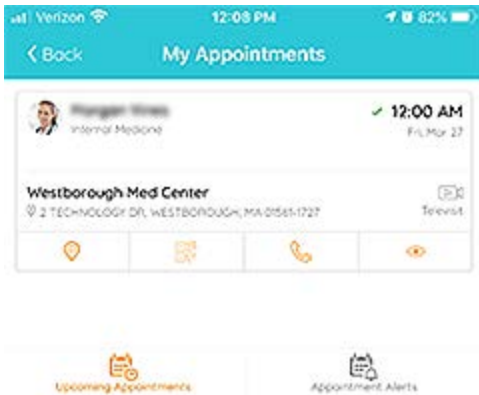 Verizon 12:08 PM 82%
Back My Appointments
12:00 AM
Internal Medicine Fri, Mar 27
Westborough Med Center
2 TECHNOLOGY DR, WESTBOROUGH, MA 01581-1727 Televisit
Upcoming Appointments Appointment Alerts